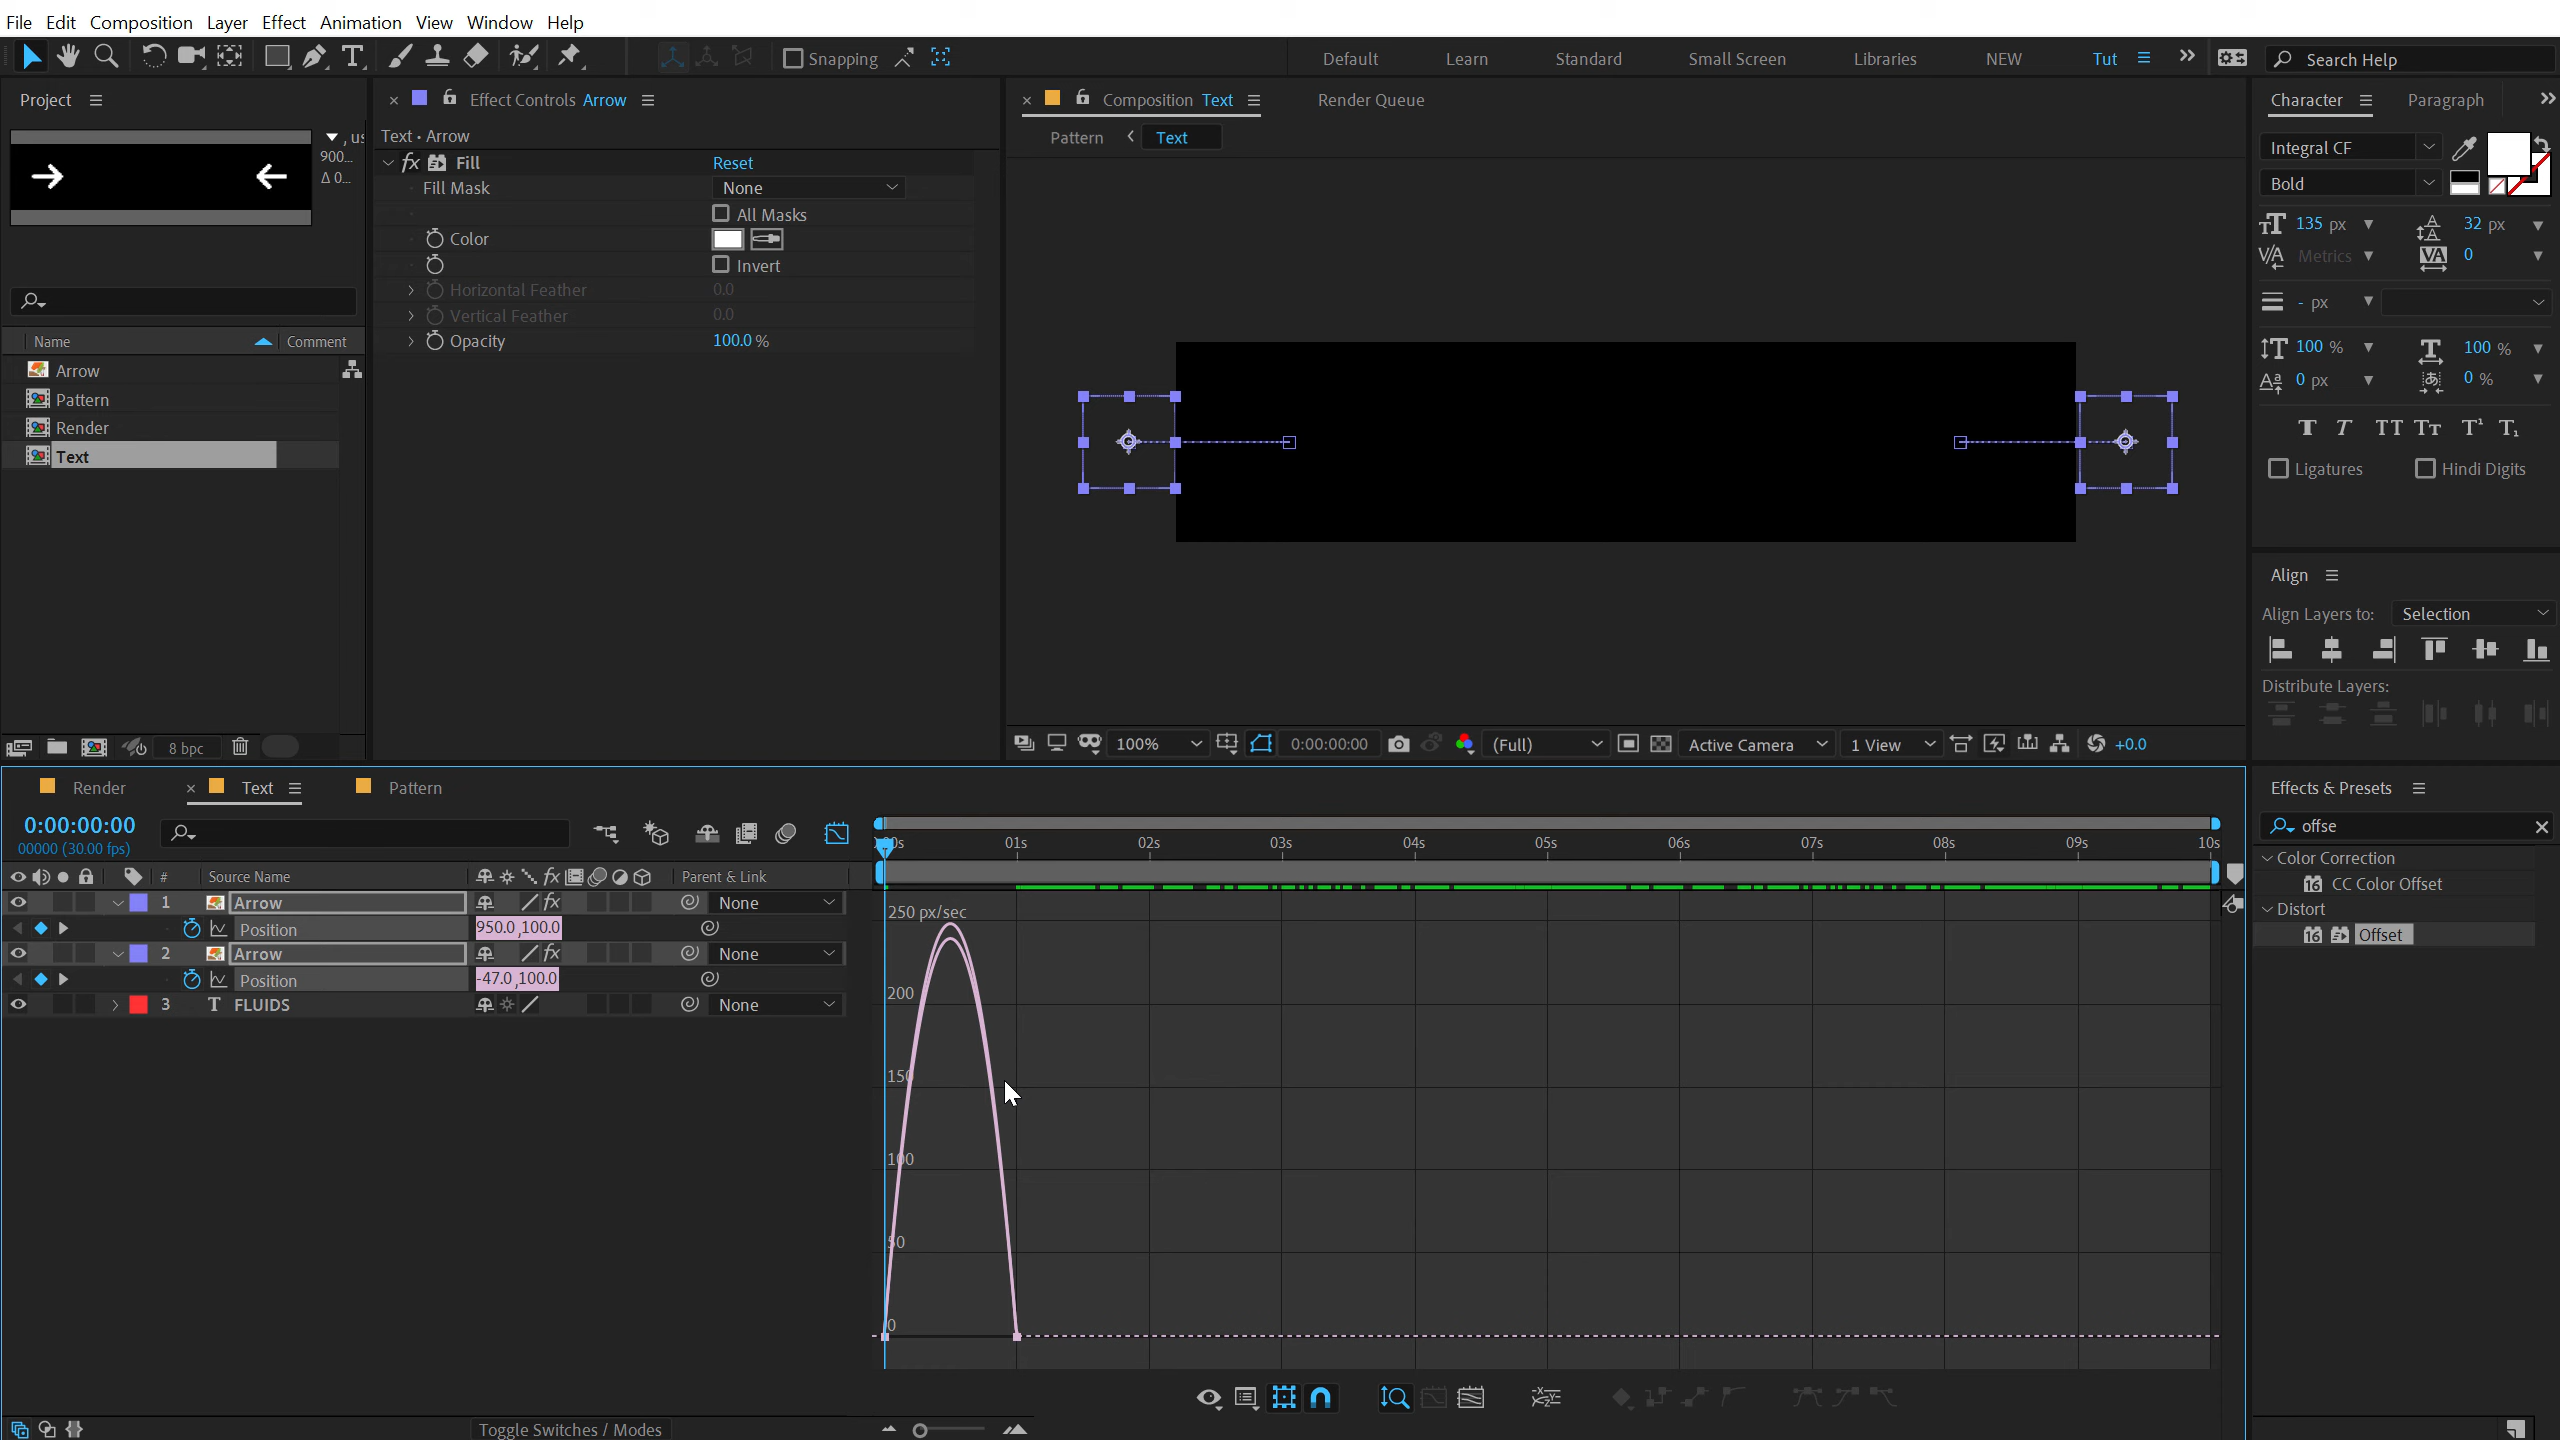 File Edit Composition Layer Effect Animation View Window Help
Snapping
Default Learn Standard Small Screen Libraries NEW Tut
Search Help
Project
, us
900...
Δ 0...
Name Comment
Arrow
Pattern
Render
Text
8 bpc
Effect Controls Arrow
Text • Arrow
fx Fill Reset
Fill Mask None
All Masks
Color
Invert
Horizontal Feather 0.0
Vertical Feather 0.0
Opacity 100.0 %
Composition Text
Render Queue
Pattern Text
100% 0:00:00:00 (Full) Active Camera 1 View +0.0
Character Paragraph
Integral CF
Bold
135 px 32 px
Metrics 0
- px
100 % 100 %
0 px 0 %
Ligatures Hindi Digits
Align
Align Layers to: Selection
Distribute Layers:
Render Text Pattern
0:00:00:00
00000 (30.00 fps)
01s 02s 03s 04s 05s 06s 07s 08s 09s 10s
# Source Name Parent & Link
1 Arrow None
Position 950.0,100.0
2 Arrow None
Position -47.0,100.0
3 T FLUIDS None
250 px/sec
200
150
100
50
0
Toggle Switches / Modes
Effects & Presets
offse
Color Correction
CC Color Offset
Distort
Offset